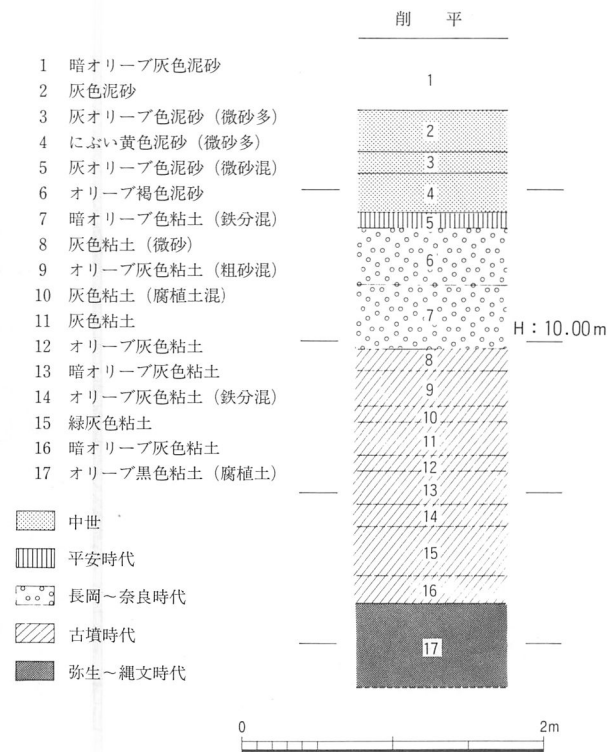 削 平
1 暗オリーブ灰色泥砂
2 灰色泥砂
3 灰オリーブ色泥砂（微砂多）
4 にぶい黄色泥砂（微砂多）
5 灰オリーブ色泥砂（微砂混）
6 オリーブ褐色泥砂
7 暗オリーブ色粘土（鉄分混）
8 灰色粘土（微砂）
9 オリーブ灰色粘土（粗砂混）
10 灰色粘土（腐植土混）
11 灰色粘土
12 オリーブ灰色粘土
13 暗オリーブ灰色粘土
14 オリーブ灰色粘土（鉄分混）
15 緑灰色粘土
16 暗オリーブ灰色粘土
17 オリーブ黒色粘土（腐植土）
中世
平安時代
長岡～奈良時代
古墳時代
弥生～縄文時代
1
2
3
4
5
6
7
H：10.00m
8
9
10
11
12
13
14
15
16
17
0 2m